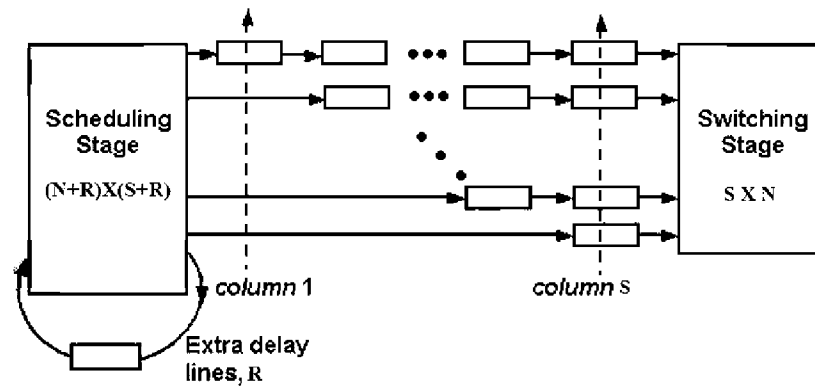 Scheduling
Stage
(N+R)X(S+R)
Switching
Stage
S X N
column 1
column S
Extra delay
lines, R